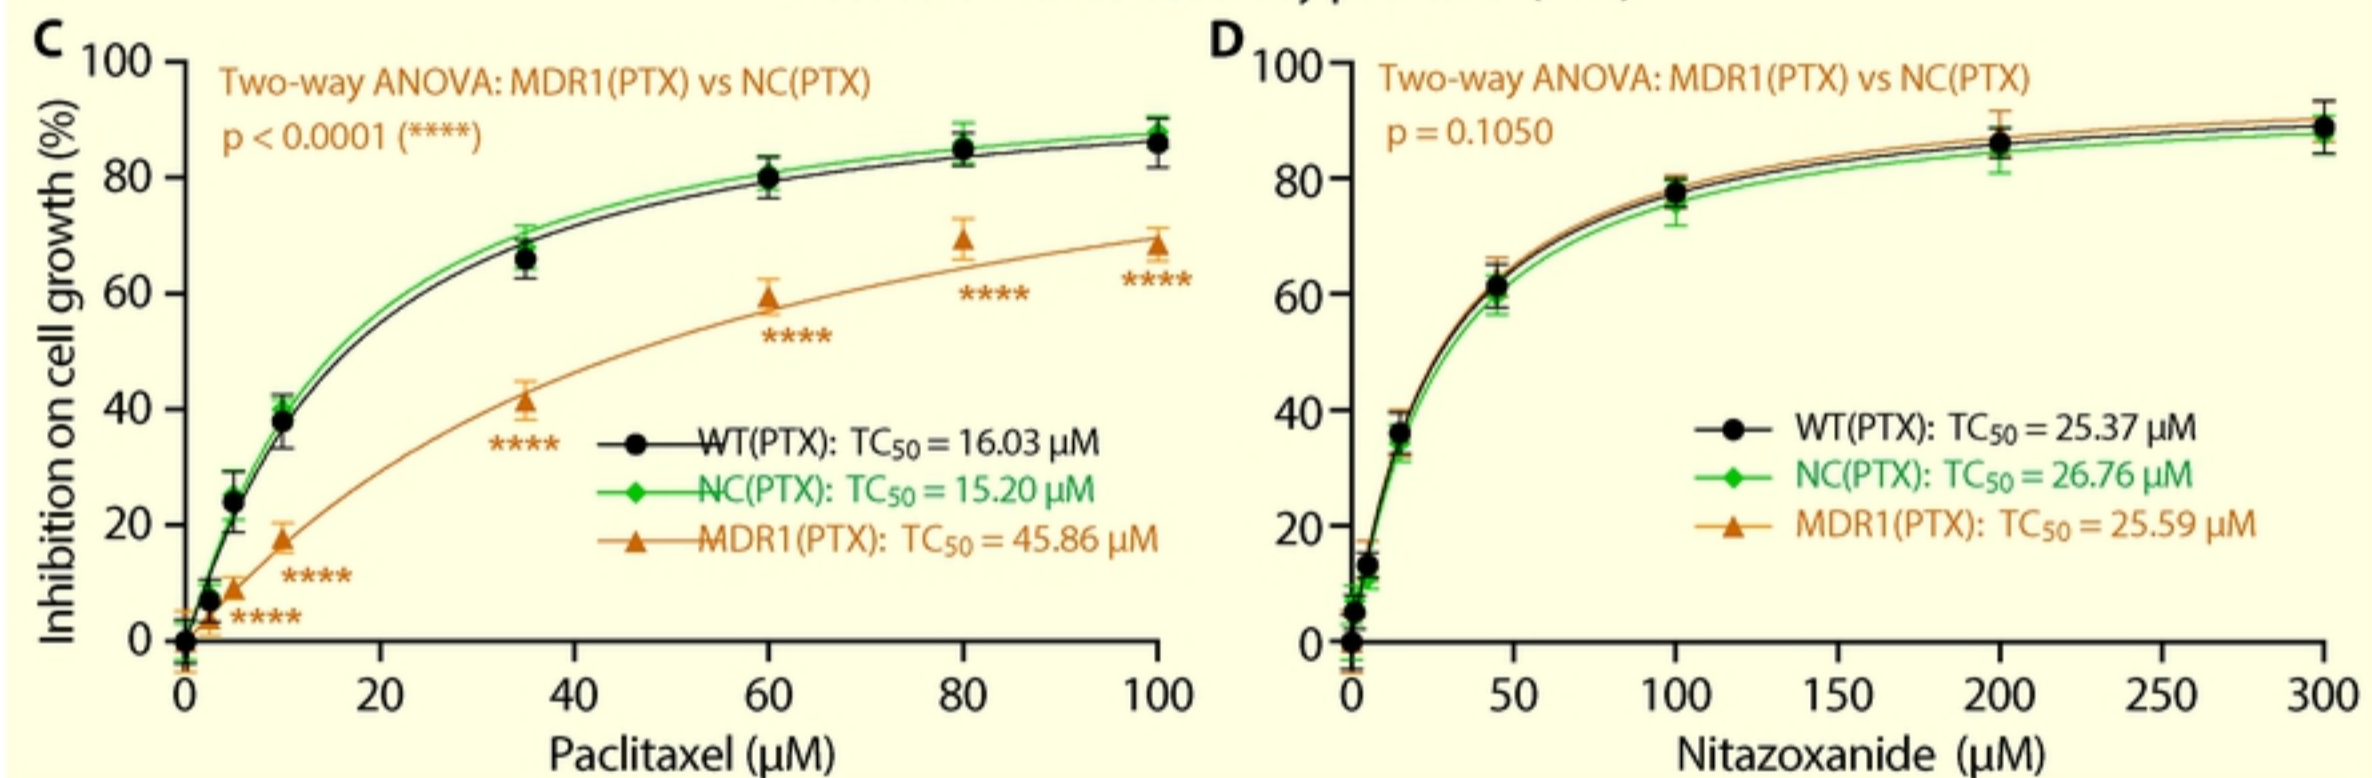 C
100
80
60
40
20
0
Inhibition on cell growth (%)
Two-way ANOVA: MDR1(PTX) vs NC(PTX)
p < 0.0001 (****)
****
****
****
****
****
****
WT(PTX): TC50 = 16.03 µM
NC(PTX): TC50 = 15.20 µM
MDR1(PTX): TC50 = 45.86 µM
0 20 40 60 80 100
Paclitaxel (µM)
D
100
80
60
40
20
0
Two-way ANOVA: MDR1(PTX) vs NC(PTX)
p = 0.1050
WT(PTX): TC50 = 25.37 µM
NC(PTX): TC50 = 26.76 µM
MDR1(PTX): TC50 = 25.59 µM
0 50 100 150 200 250 300
Nitazoxanide (µM)